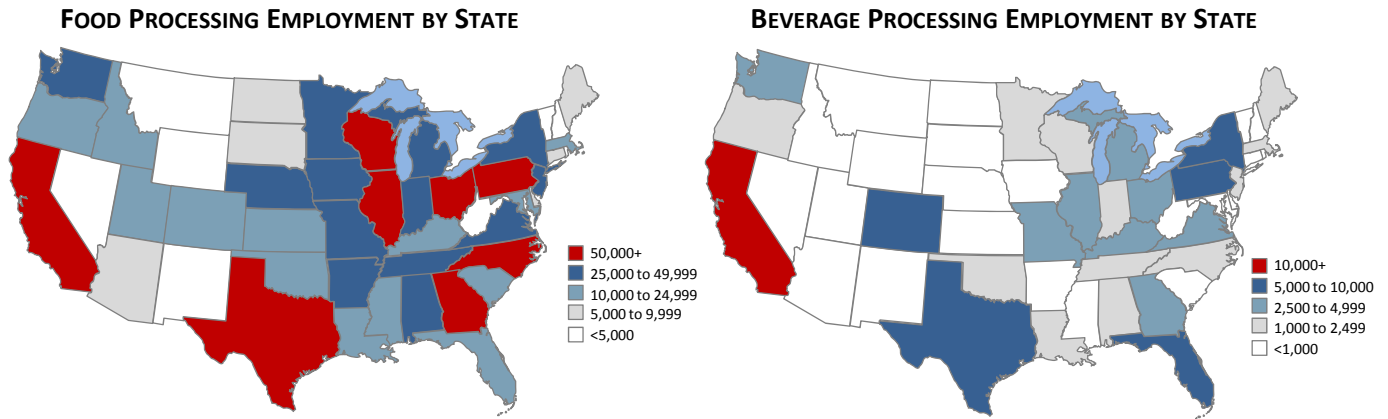 FOOD PROCESSING EMPLOYMENT BY STATE
50,000+
25,000 to 49,999
10,000 to 24,999
5,000 to 9,999
<5,000
BEVERAGE PROCESSING EMPLOYMENT BY STATE
10,000+
5,000 to 10,000
2,500 to 4,999
1,000 to 2,499
<1,000